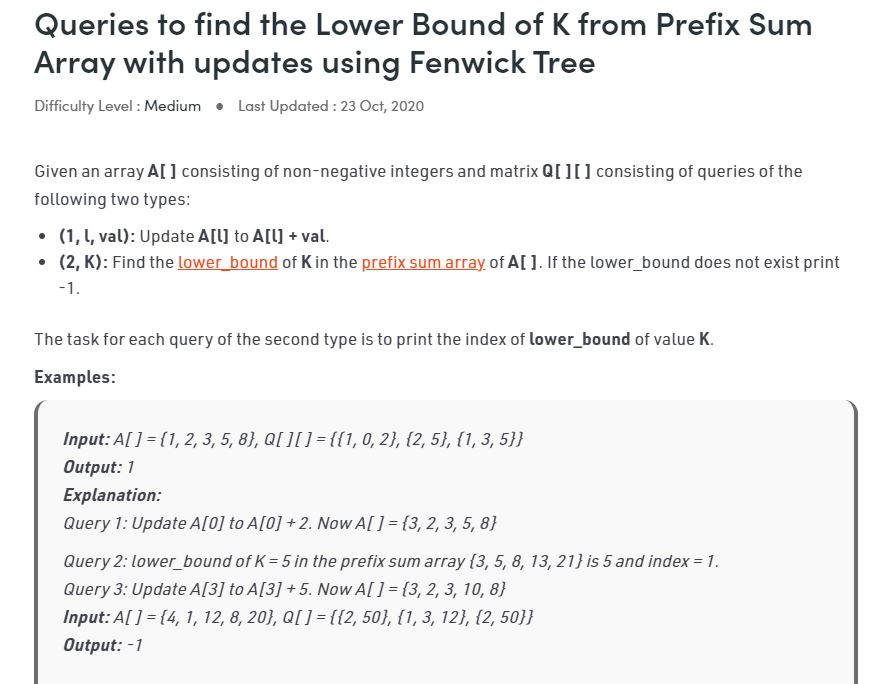 Queries to find the Lower Bound of K from Prefix Sum
Array with updates using Fenwick Tree
Difficulty Level : Medium ● Last Updated : 23 Oct, 2020
Given an array A[ ] consisting of non-negative integers and matrix Q[ ][ ] consisting of queries of the
following two types:
• (1, l, val): Update A[l] to A[l] + val.
• (2, K): Find the lower_bound of K in the prefix sum array of A[ ]. If the lower_bound does not exist print
-1.
The task for each query of the second type is to print the index of lower_bound of value K.
Examples:
Input: A[ ] = {1, 2, 3, 5, 8}, Q[ ][ ] = {{1, 0, 2}, {2, 5}, {1, 3, 5}}
Output: 1
Explanation:
Query 1: Update A[0] to A[0] + 2. Now A[ ] = {3, 2, 3, 5, 8}
Query 2: lower_bound of K = 5 in the prefix sum array {3, 5, 8, 13, 21} is 5 and index = 1.
Query 3: Update A[3] to A[3] + 5. Now A[ ] = {3, 2, 3, 10, 8}
Input: A[ ] = {4, 1, 12, 8, 20}, Q[ ] = {{2, 50}, {1, 3, 12}, {2, 50}}
Output: -1